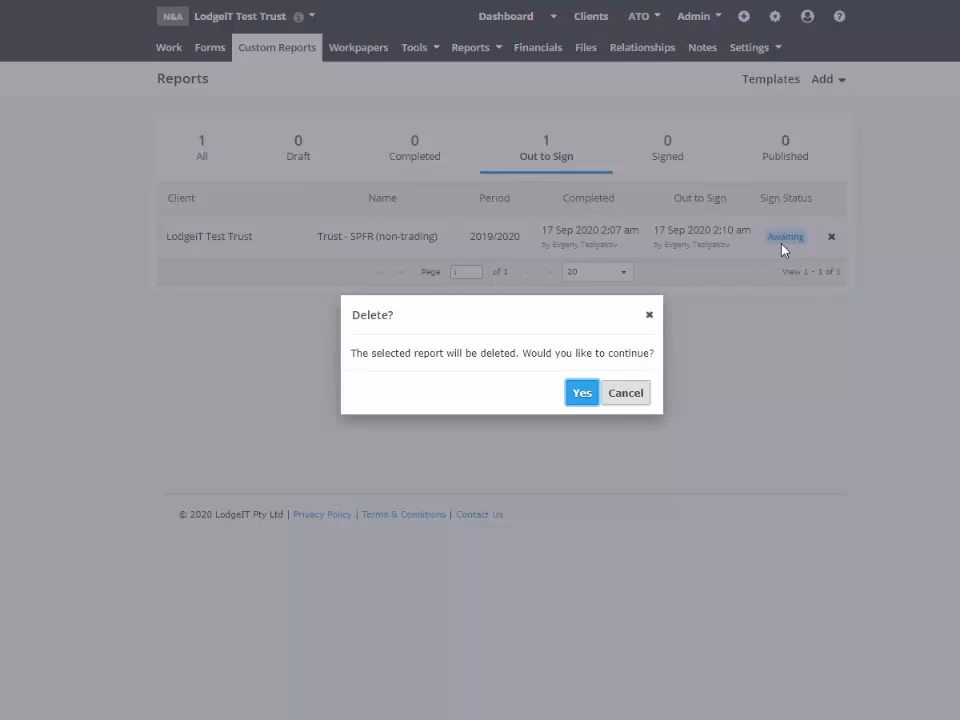 N&A LodgeiT Test Trust Dashboard Clients ATO Admin
Work Forms Custom Reports Workpapers Tools Reports Financials Files Relationships Notes Settings
Reports Templates Add
1 0 0 1 0 0
All Draft Completed Out to Sign Signed Published
Client Name Period Completed Out to Sign Sign Status
LodgeiT Test Trust Trust - SPFR (non-trading) 2019/2020 17 Sep 2020 2:07 am 17 Sep 2020 2:10 am Awaiting
by Evgeny Testyasov by Evgeny Testyasov
Page 1 of 1 20 View 1 - 1 of 1
Delete?
The selected report will be deleted. Would you like to continue?
Yes Cancel
© 2020 LodgeIT Pty Ltd | Privacy Policy | Terms & Conditions | Contact Us